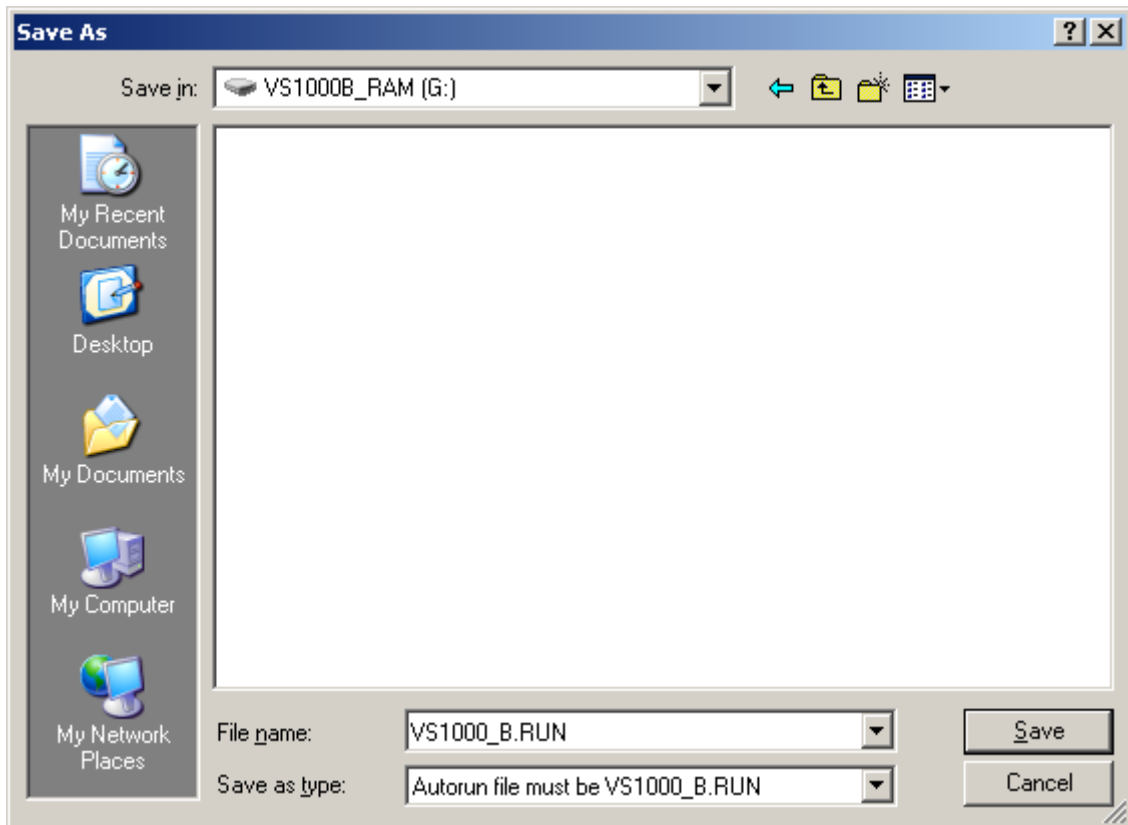 Save As
Save in:
VS1000B_RAM (G:)
My Recent
Documents
Desktop
My Documents
My Computer
My Network
Places
File name:
VS1000_B.RUN
Save
Save as type:
Autorun file must be VS1000_B.RUN
Cancel